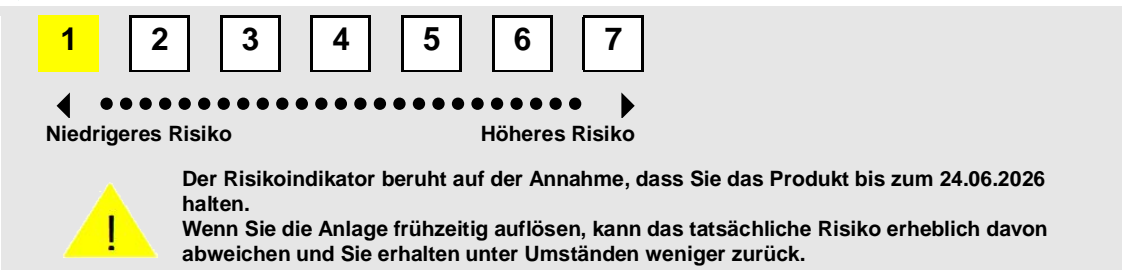 1 2 3 4 5 6 7
Niedrigeres Risiko Höheres Risiko
Der Risikoindikator beruht auf der Annahme, dass Sie das Produkt bis zum 24.06.2026
halten.
Wenn Sie die Anlage frühzeitig auflösen, kann das tatsächliche Risiko erheblich davon
abweichen und Sie erhalten unter Umständen weniger zurück.
!